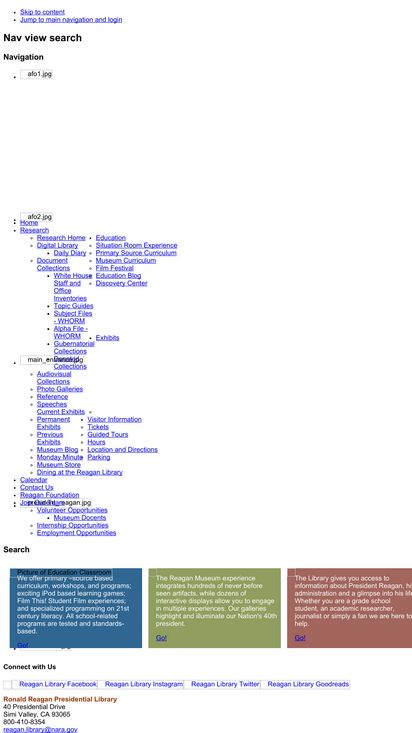 Skip to content
Jump to main navigation and login
Nav view search
Navigation
afo1.jpg
afo2.jpg
Home
Research
Research Home
Digital Library
Daily Diary
Document
Collections
White House
Staff and
Office
Inventories
Topic Guides
Subject Files
- WHORM
Alpha File -
WHORM
Gubernatorial
Collections
Collections
Education
Situation Room Experience
Primary Source Curriculum
Museum Curriculum
Film Festival
Education Blog
Discovery Center
Exhibits
Audiovisual
Collections
Photo Galleries
Reference
Speeches
Current Exhibits
Permanent
Exhibits
Previous
Exhibits
Museum Blog
Monday Minute
Museum Store
Dining at the Reagan Library
Visitor Information
Tickets
Guided Tours
Hours
Location and Directions
Parking
Calendar
Contact Us
Reagan Foundation
Volunteer Opportunities
Museum Docents
Internship Opportunities
Employment Opportunities
Search
Picture of Education Classroom
We offer primary -source based
curriculum, workshops, and programs;
exciting iPod based learning games;
Film This! Student Film experiences;
and specialized programming on 21st
century literacy. All school-related
programs are tested and standards-
based.
Go!
The Reagan Museum experience
integrates hundreds of never before
seen artifacts, while dozens of
interactive displays allow you to engage
in multiple experiences. Our galleries
highlight and illuminate our Nation's 40th
president.
Go!
The Library gives you access to
information about President Reagan, hi
administration and a glimpse into his life
Whether you are a grade school
student, an academic researcher,
journalist or simply a fan we are here to
help.
Go!
Connect with Us
Reagan Library Facebook Reagan Library Instagram Reagan Library Twitter Reagan Library Goodreads
Ronald Reagan Presidential Library
40 Presidential Drive
Simi Valley, CA 93065
800-410-8354
reagan.library@nara.gov